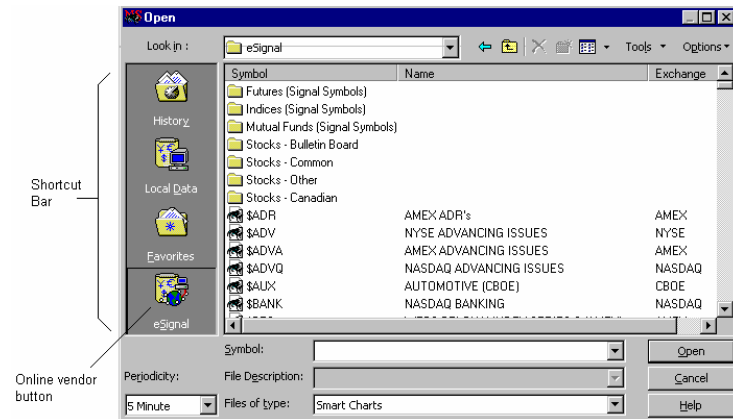 Open
Look in :
eSignal
Tools
Options
Symbol Name Exchange
Futures (Signal Symbols)
Indices (Signal Symbols)
Mutual Funds (Signal Symbols)
Stocks - Bulletin Board
Stocks - Common
Stocks - Other
Stocks - Canadian
$ADR AMEX ADR's AMEX
$ADV NYSE ADVANCING ISSUES NYSE
$ADVA AMEX ADVANCING ISSUES AMEX
$ADVQ NASDAQ ADVANCING ISSUES NASDAQ
$AUX AUTOMOTIVE (CBOE) CBOE
$BANK NASDAQ BANKING NASDAQ
History
Local Data
Favorites
eSignal
Shortcut
Bar
Online vendor
button
Symbol:
Open
Periodicity:
File Description:
Cancel
5 Minute
Files of type:
Smart Charts
Help